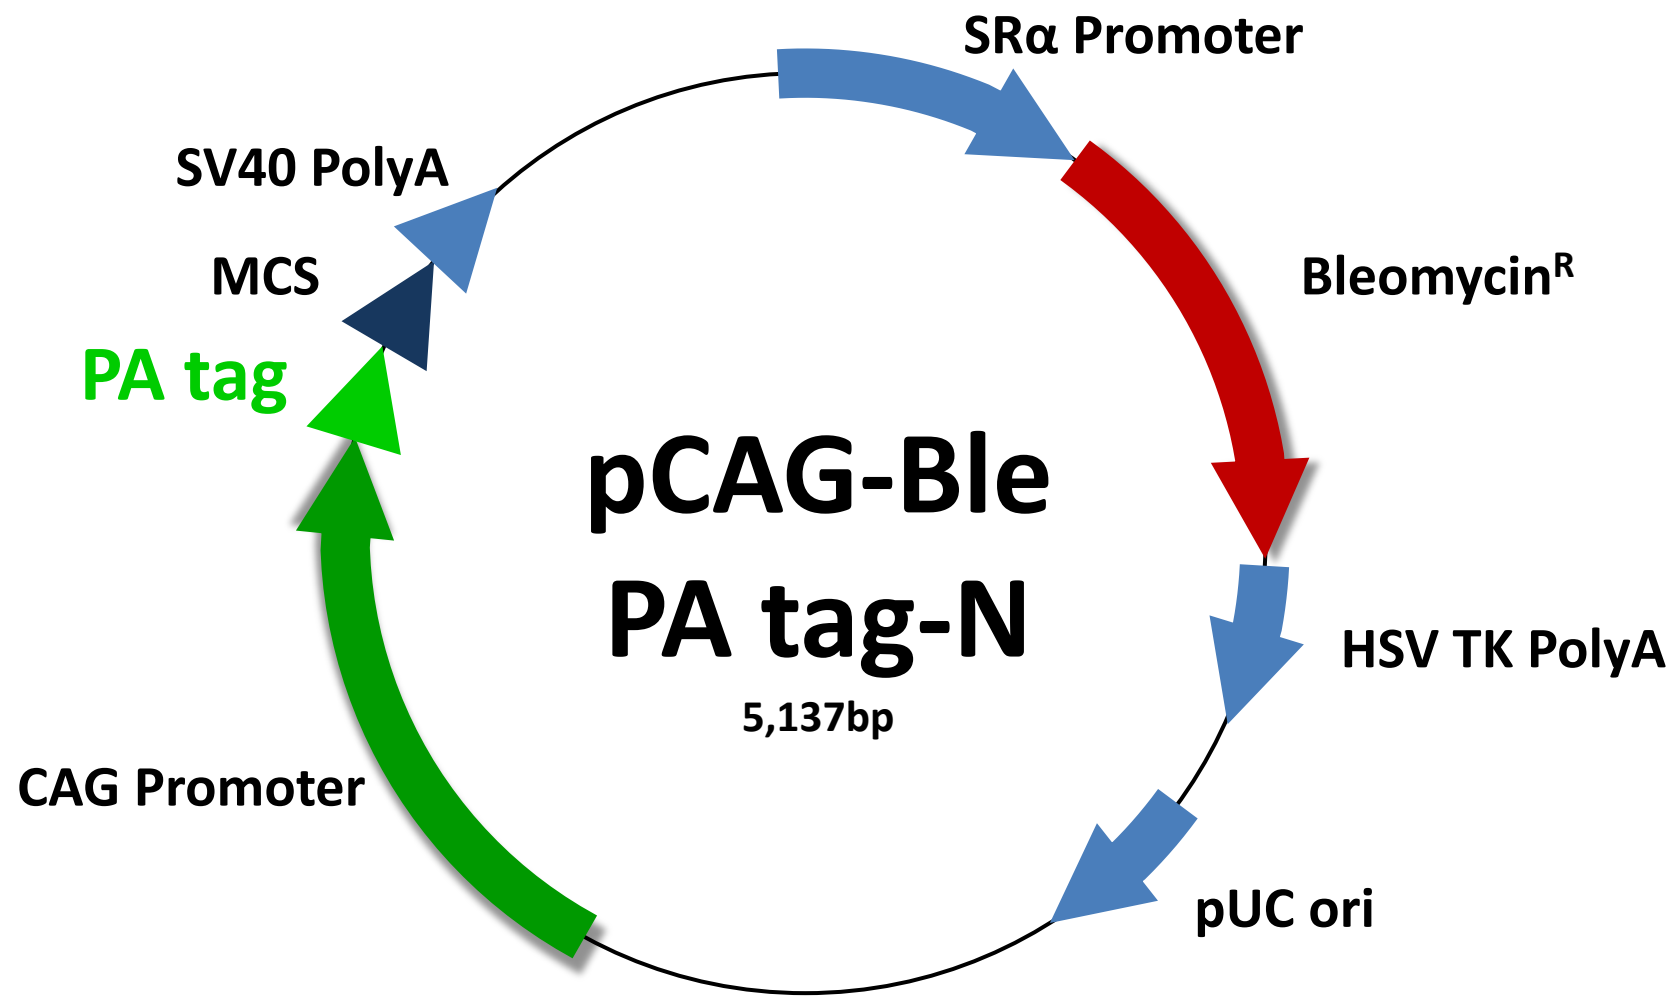 SRα Promoter
SV40 PolyA
MCS
Bleomycinᴿ
PA tag
pCAG-Ble
PA tag-N
5,137bp
HSV TK PolyA
CAG Promoter
pUC ori